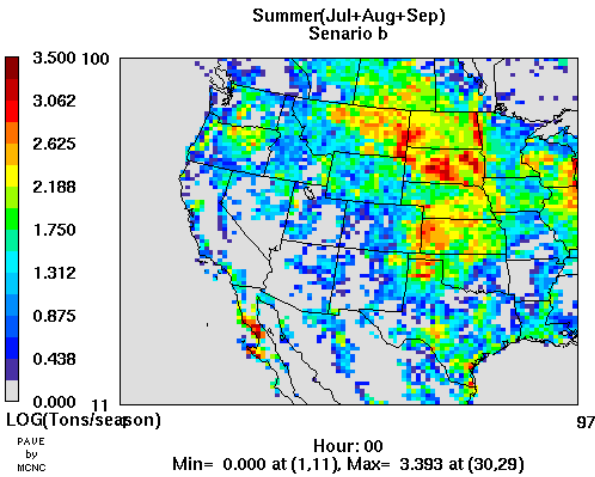 Summer(Jul+Aug+Sep)
Senario b
3.500
3.062
2.625
2.188
1.750
1.312
0.875
0.438
0.000
LOG(Tons/season)
100
11
1
97
PAVE
by
MCNC
Hour: 00
Min= 0.000 at (1,11), Max= 3.393 at (30,29)